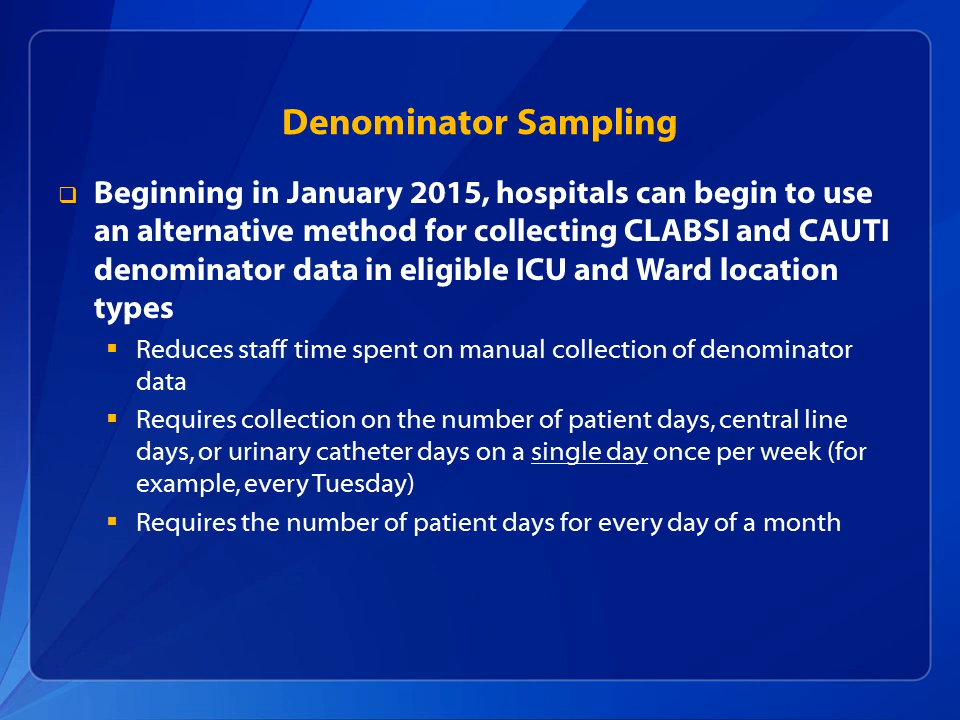 Denominator Sampling
Beginning in January 2015, hospitals can begin to use
an alternative method for collecting CLABSI and CAUTI
denominator data in eligible ICU and Ward location
types
Reduces staff time spent on manual collection of denominator
data
Requires collection on the number of patient days, central line
days, or urinary catheter days on a single day once per week (for
example, every Tuesday)
Requires the number of patient days for every day of a month